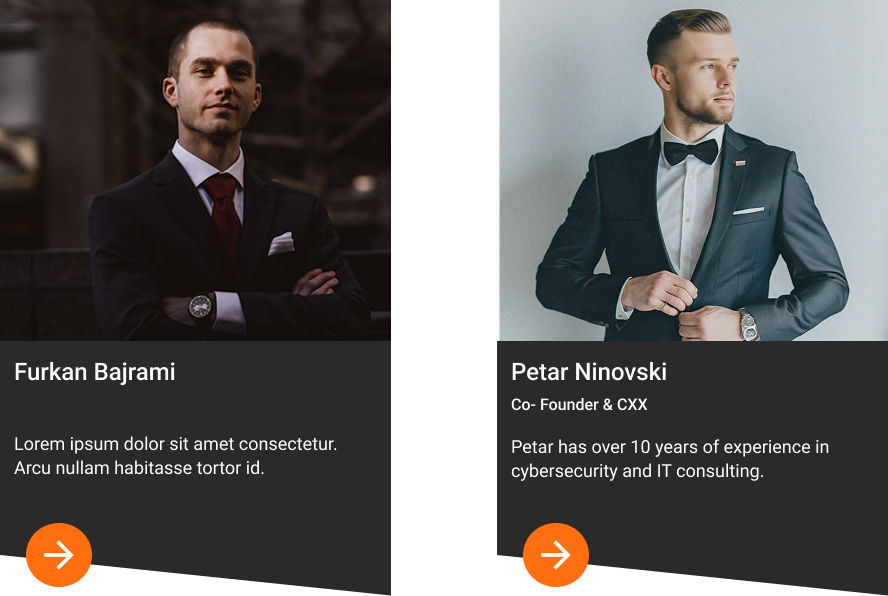 Furkan Bajrami
Lorem ipsum dolor sit amet consectetur.
Arcu nullam habitasse tortor id.
Petar Ninovski
Co- Founder & CXX
Petar has over 10 years of experience in
cybersecurity and IT consulting.